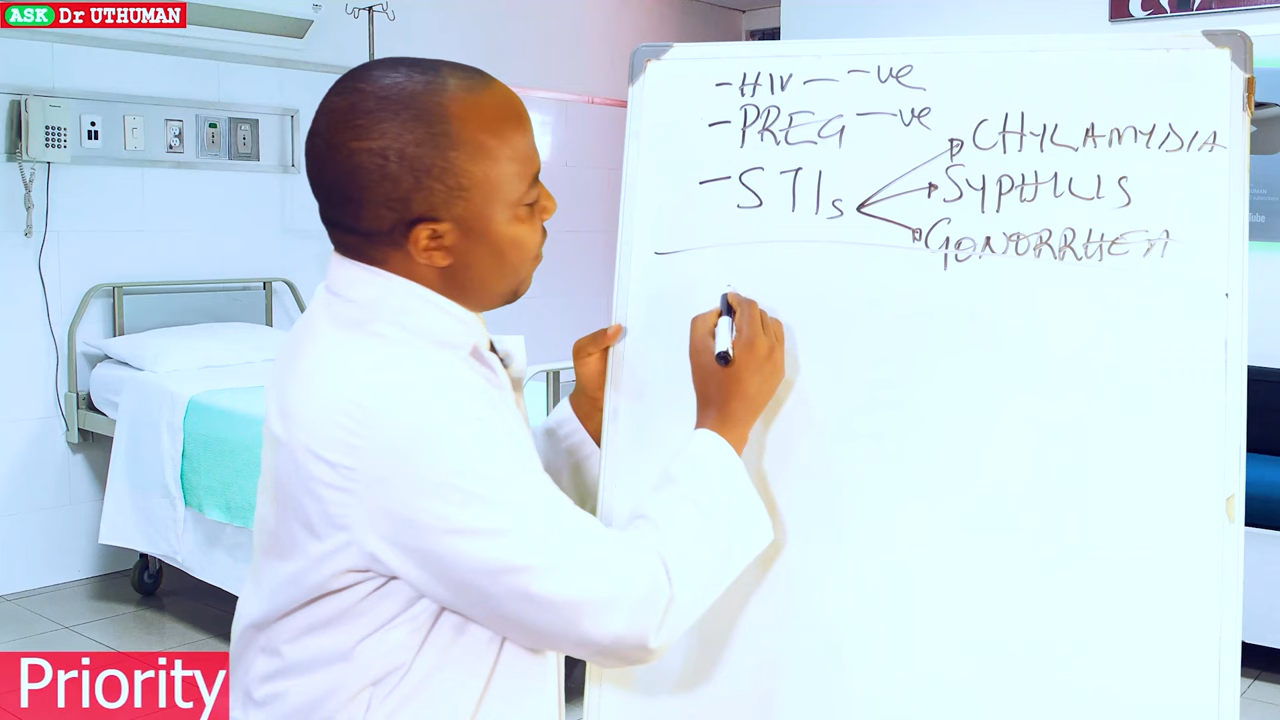 ASK Dr UTHUMAN
- HIV — -ve
- PREG — -ve
- STIs
CHYLAMYDIA
SYPHILIS
GONORRHEA
Priority